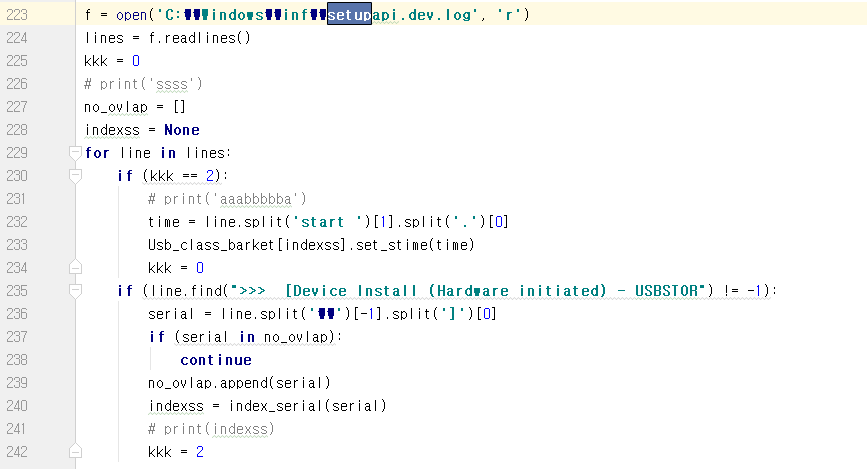 223 f = open('C:₩₩Windows₩₩inf₩₩setupapi.dev.log', 'r')
224 lines = f.readlines()
225 kkk = 0
226 # print('ssss')
227 no_ovlap = []
228 indexss = None
229 for line in lines:
230 if (kkk == 2):
231 # print('aaabbbbba')
232 time = line.split('start ')[1].split('.')[0]
233 Usb_class_barket[indexss].set_stime(time)
234 kkk = 0
235 if (line.find(">>>  [Device Install (Hardware initiated) - USBSTOR") != -1):
236 serial = line.split('₩₩')[-1].split(']')[0]
237 if (serial in no_ovlap):
238 continue
239 no_ovlap.append(serial)
240 indexss = index_serial(serial)
241 # print(indexss)
242 kkk = 2